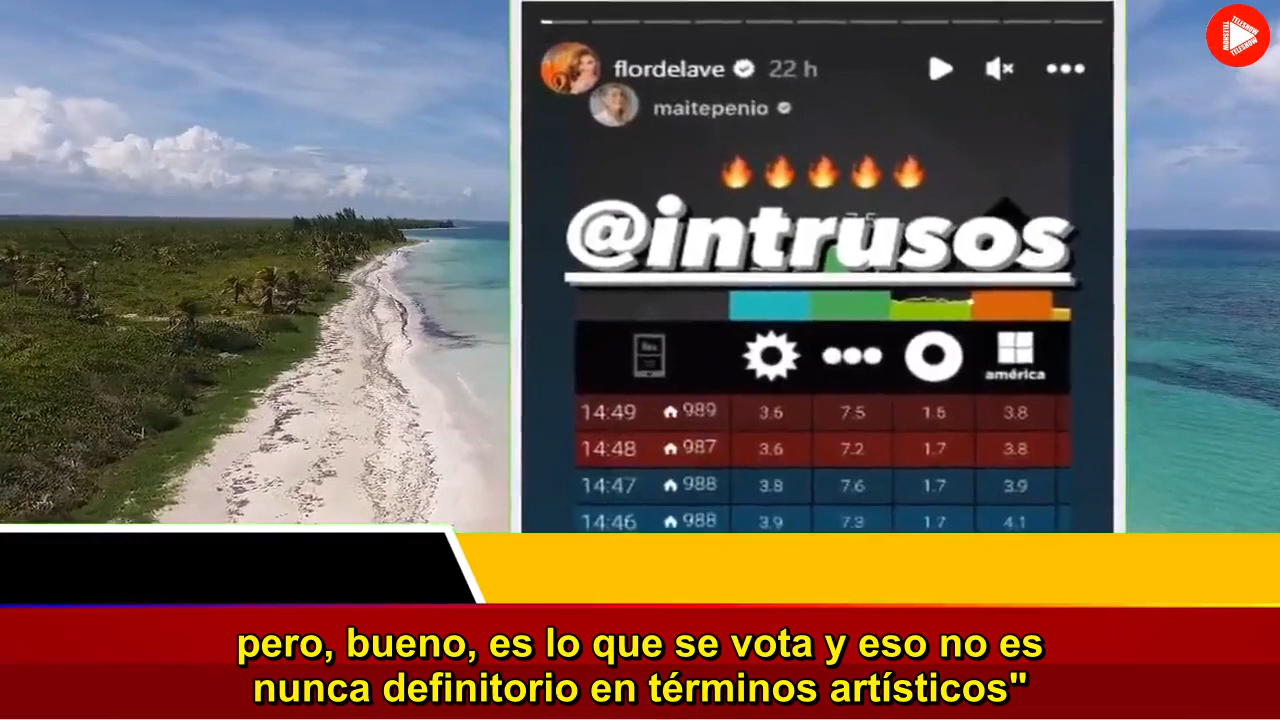 TELESHOW
TELESHOW
flordelave 22 h
maitepenio
@intrusos
américa
14:49 989 3.6 7.5 1.6 3.8
14:48 987 3.6 7.2 1.7 3.8
14:47 988 3.8 7.6 1.7 3.9
14:46 988 3.9 7.3 1.7 4.1
pero, bueno, es lo que se vota y eso no es
nunca definitorio en términos artísticos"